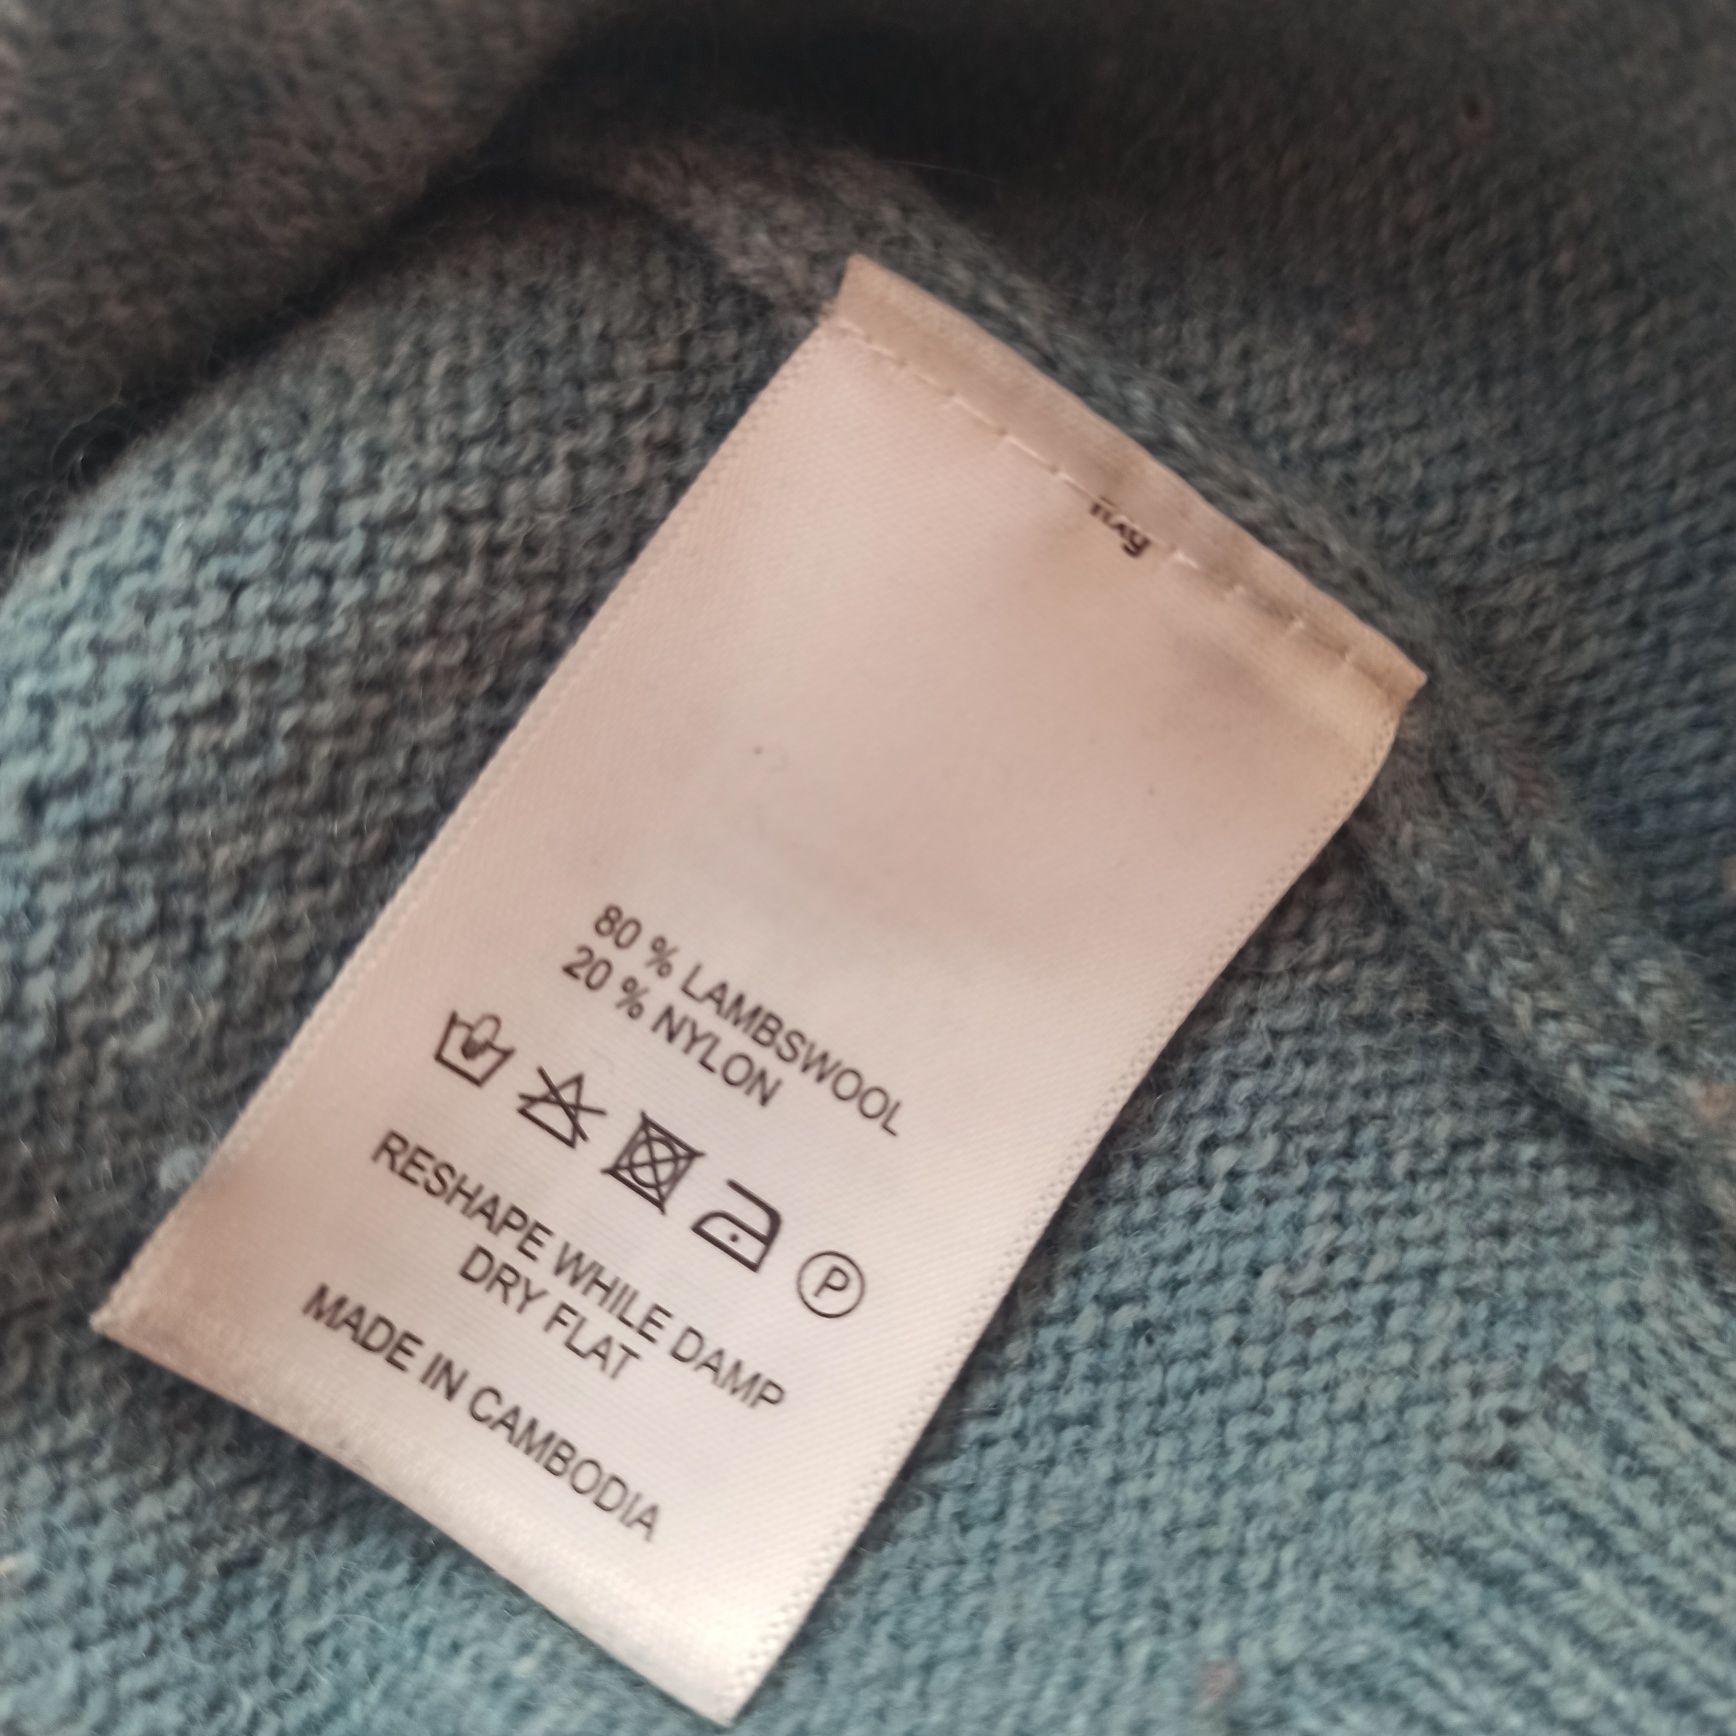 80 % LAMBSWOOL
20 % NYLON
P
RESHAPE WHILE DAMP
DRY FLAT
MADE IN CAMBODIA